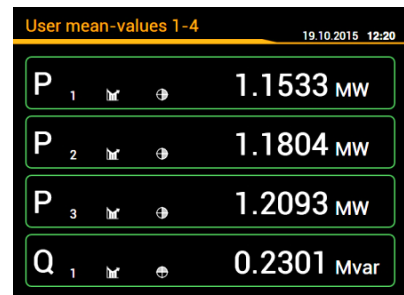 User mean-values 1-4
19.10.2015 12:20
P 1 1.1533 MW
P 2 1.1804 MW
P 3 1.2093 MW
Q 1 0.2301 Mvar